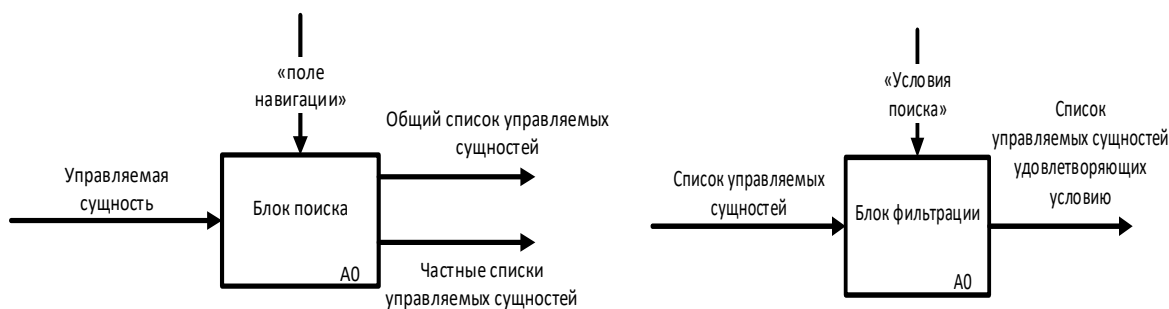 «поле
навигации»
Общий список управляемых
сущностей
Управляемая
сущность
Блок поиска
A0
Частные списки
управляемых сущностей
«Условия
поиска»
Список
управляемых сущностей
удовлетворяющих
условию
Список управляемых
сущностей
Блок фильтрации
A0